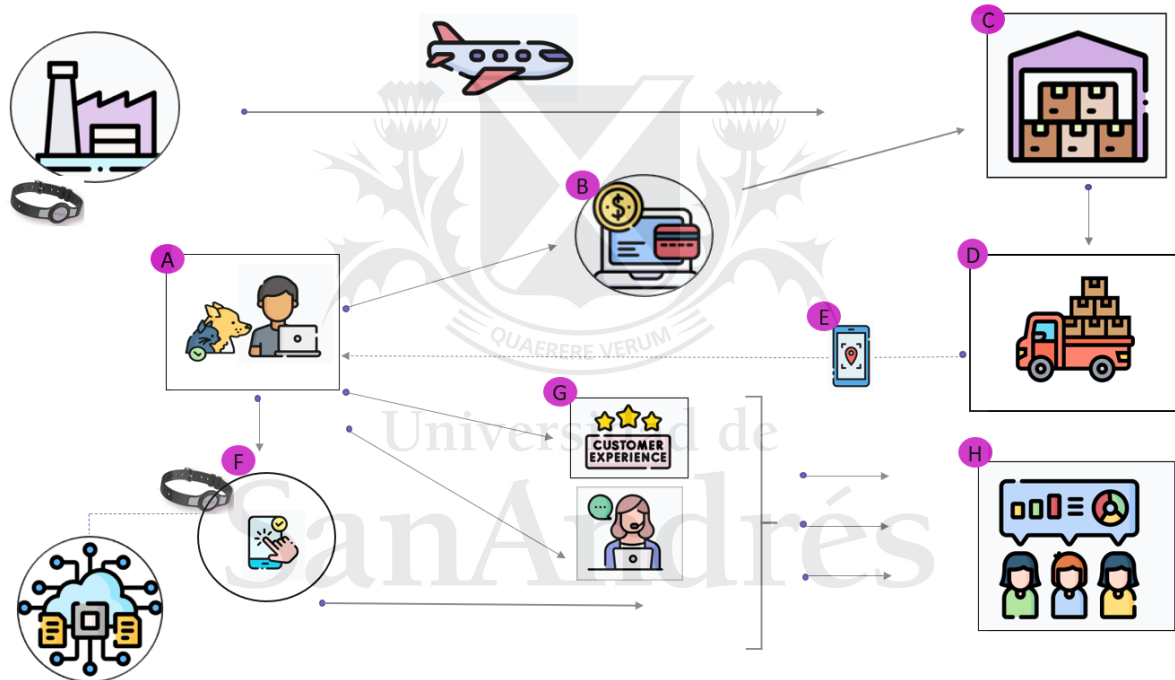 C
B
$
A
D
E
QUAERERE VERUM
G
CUSTOMER
EXPERIENCE
Universidad de
SanAndrés
F
H